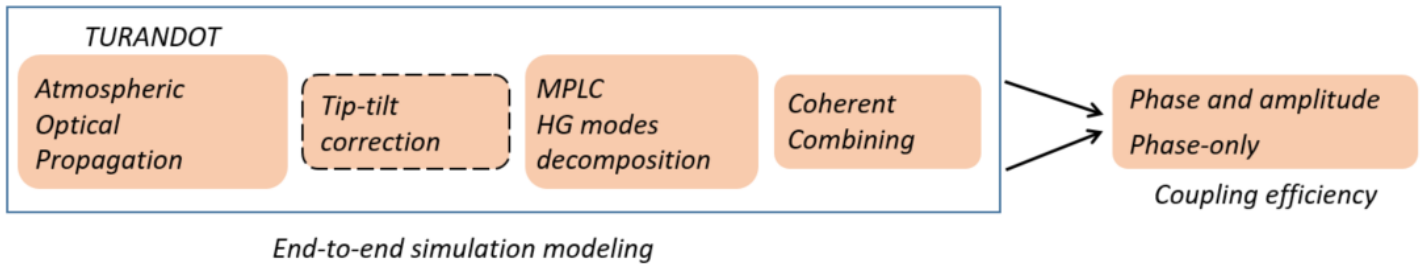 TURANDOT
Atmospheric
Optical
Propagation
Tip-tilt
correction
MPLC
HG modes
decomposition
Coherent
Combining
Phase and amplitude
Phase-only
Coupling efficiency
End-to-end simulation modeling